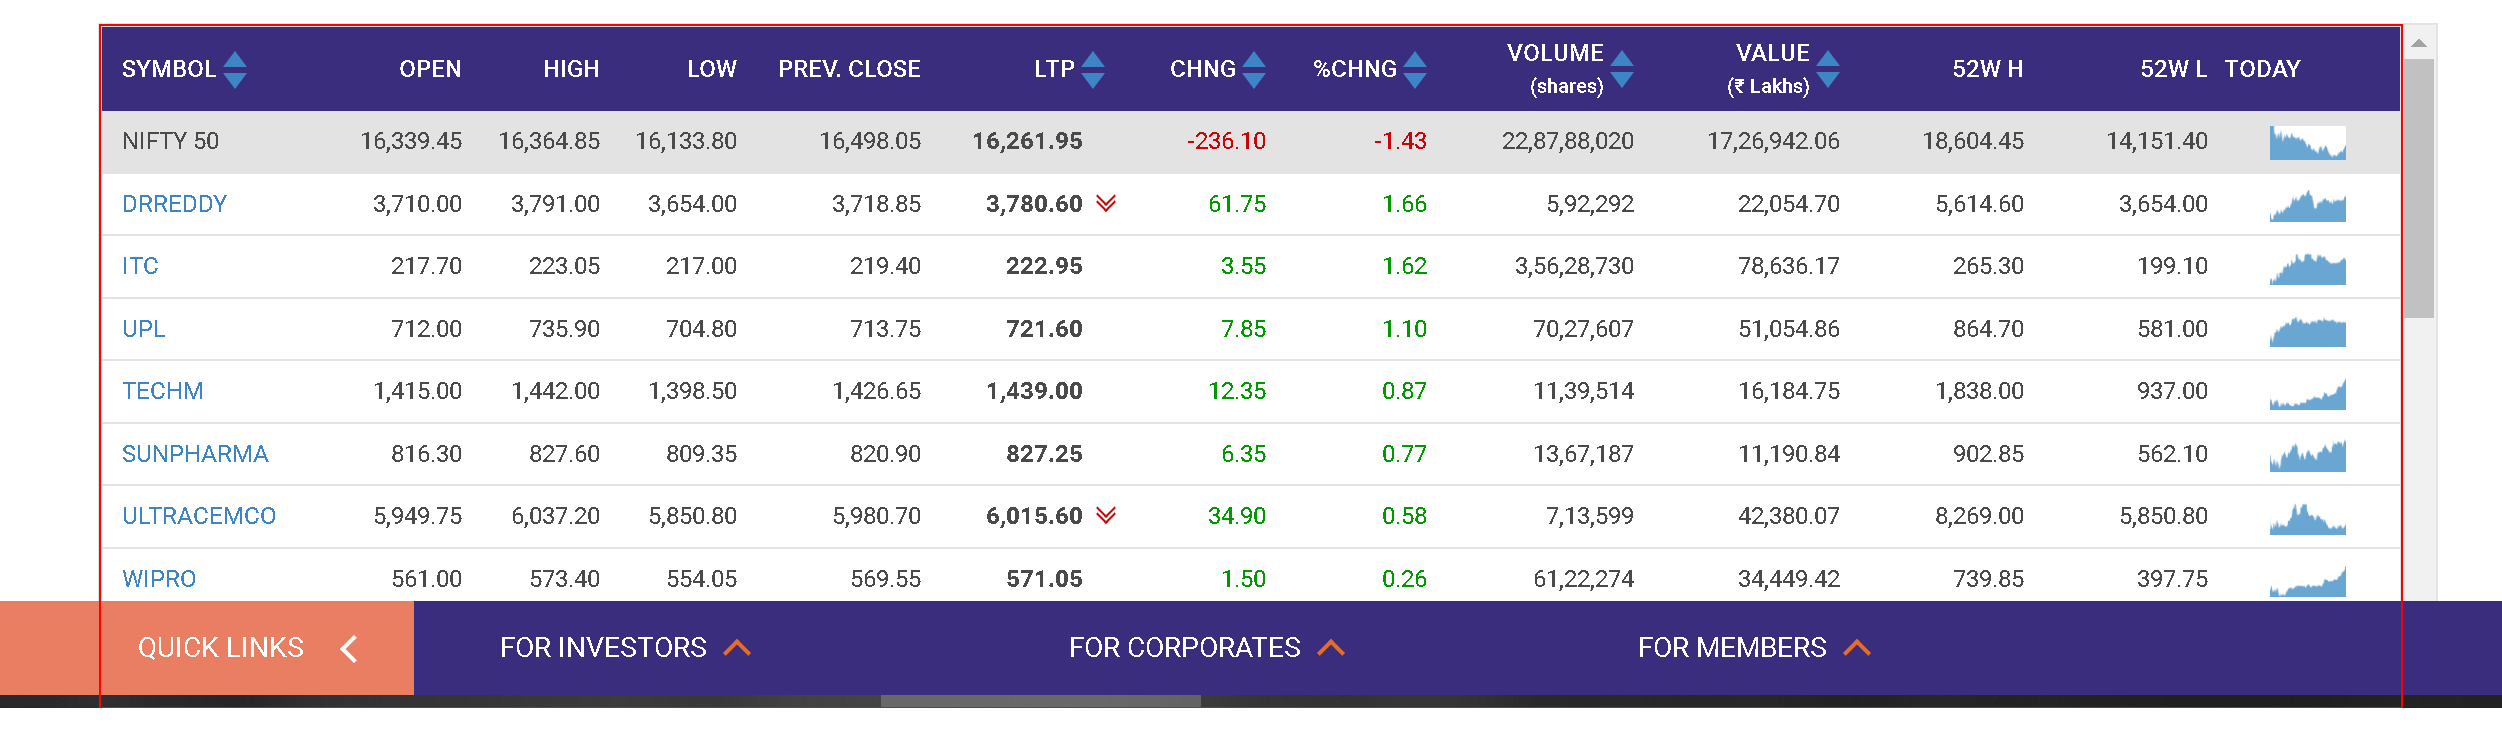 SYMBOL OPEN HIGH LOW PREV. CLOSE LTP CHNG %CHNG VOLUME (shares) VALUE (₹ Lakhs) 52W H 52W L TODAY
NIFTY 50 16,339.45 16,364.85 16,133.80 16,498.05 16,261.95 -236.10 -1.43 22,87,88,020 17,26,942.06 18,604.45 14,151.40
DRREDDY 3,710.00 3,791.00 3,654.00 3,718.85 3,780.60 61.75 1.66 5,92,292 22,054.70 5,614.60 3,654.00
ITC 217.70 223.05 217.00 219.40 222.95 3.55 1.62 3,56,28,730 78,636.17 265.30 199.10
UPL 712.00 735.90 704.80 713.75 721.60 7.85 1.10 70,27,607 51,054.86 864.70 581.00
TECHM 1,415.00 1,442.00 1,398.50 1,426.65 1,439.00 12.35 0.87 11,39,514 16,184.75 1,838.00 937.00
SUNPHARMA 816.30 827.60 809.35 820.90 827.25 6.35 0.77 13,67,187 11,190.84 902.85 562.10
ULTRACEMCO 5,949.75 6,037.20 5,850.80 5,980.70 6,015.60 34.90 0.58 7,13,599 42,380.07 8,269.00 5,850.80
WIPRO 561.00 573.40 554.05 569.55 571.05 1.50 0.26 61,22,274 34,449.42 739.85 397.75
QUICK LINKS FOR INVESTORS FOR CORPORATES FOR MEMBERS